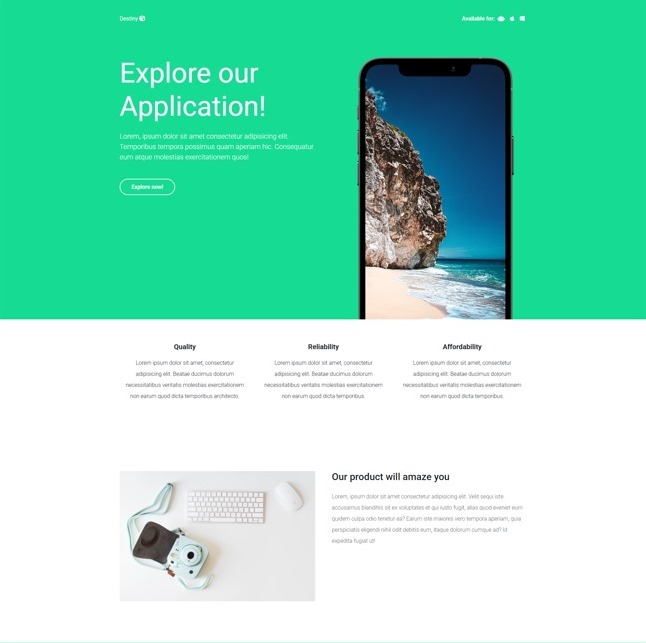 Destiny
Available for:
Explore our
Application!
Lorem, ipsum dolor sit amet consectetur adipisicing elit.
Temporibus tempora possimus quam aperiam hic. Consequatur
eum atque molestias exercitationem quos!
Explore now!
Quality
Lorem ipsum dolor sit amet, consectetur
adipisicing elit. Beatae ducimus dolorum
necessitatibus veritatis molestias exercitationem
non earum quod dicta temporibus architecto.
Reliability
Lorem ipsum dolor sit amet, consectetur
adipisicing elit. Beatae ducimus dolorum
necessitatibus veritatis molestias exercitationem
non earum quod dicta temporibus.
Affordability
Lorem ipsum dolor sit amet, consectetur
adipisicing elit. Beatae ducimus dolorum
necessitatibus veritatis molestias exercitationem
non earum quod dicta temporibus.
Our product will amaze you
Lorem, ipsum dolor sit amet consectetur adipisicing elit. Velit sequi iste
accusamus blanditiis sit ex voluptates et qui iusto fugit, alias quod eveniet eum
quidem culpa odio tenetur ea? Earum iste maiores vero tempora aperiam, quia
perspiciatis eligendi nihil odit debitis eum, itaque dolorum cumque ad? Id
expedita fugiat ut!